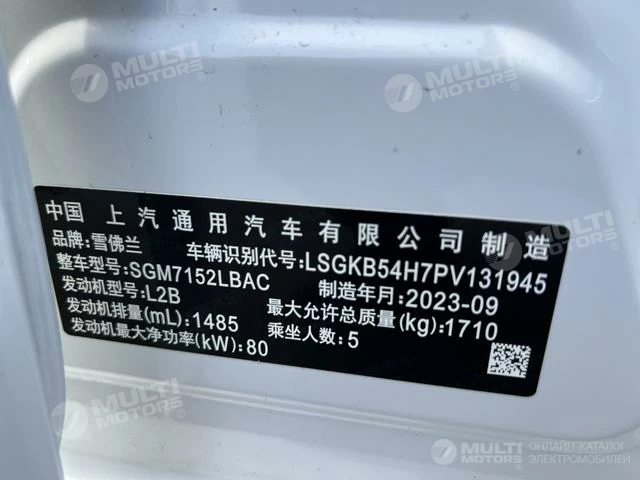 MULTI MOTORS
MULTI MOTORS
MULTI MOTORS
中国 上汽通用汽车有限公司制造
品牌:雪佛兰 车辆识别代号:LSGKB54H7PV131945
整车型号:SGM7152LBAC 制造年月:2023-09
发动机型号:L2B 最大允许总质量(kg):1710
发动机排量(mL):1485 乘坐人数:5
发动机最大净功率(kW):80
MULTI MOTORS
MULTI MOTORS
MULTI MOTORS ОНЛАЙН-КАТАЛОГ
ЭЛЕКТРОМОБИЛЕЙ